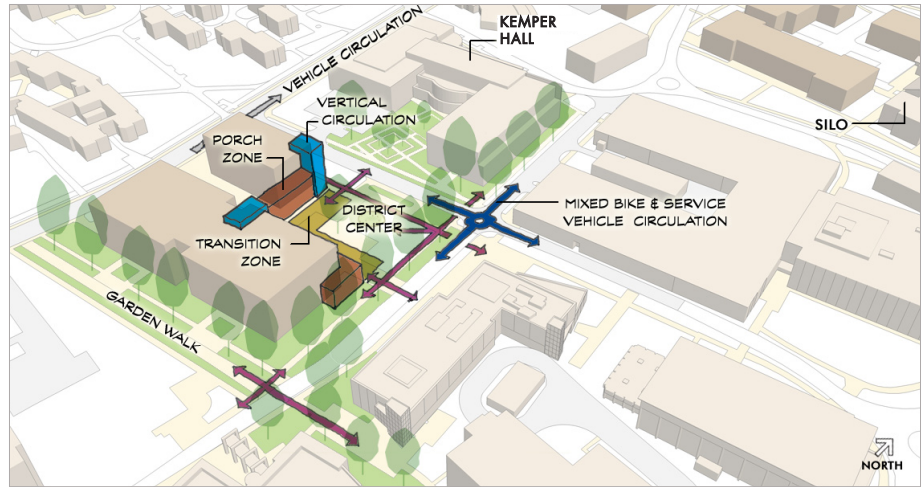 KEMPER
HALL
VEHICLE CIRCULATION
VERTICAL
CIRCULATION
PORCH
ZONE
SILO
MIXED BIKE & SERVICE
VEHICLE CIRCULATION
DISTRICT
CENTER
TRANSITION
ZONE
GARDEN WALK
NORTH